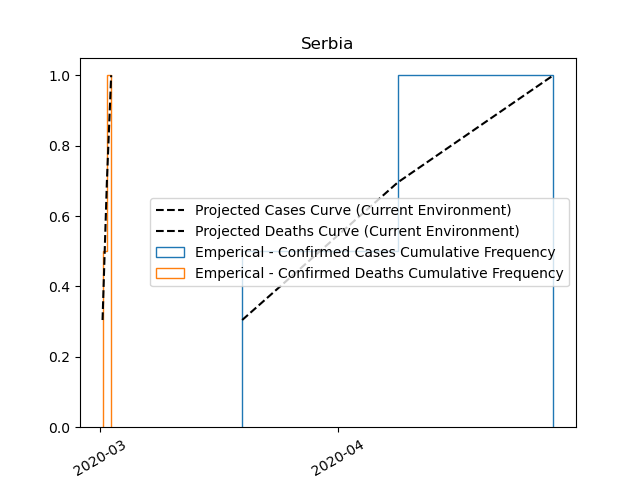 Serbia
1.0
0.8
0.6
0.4
0.2
0.0
Projected Cases Curve (Current Environment)
Projected Deaths Curve (Current Environment)
Emperical - Confirmed Cases Cumulative Frequency
Emperical - Confirmed Deaths Cumulative Frequency
2020-03
2020-04